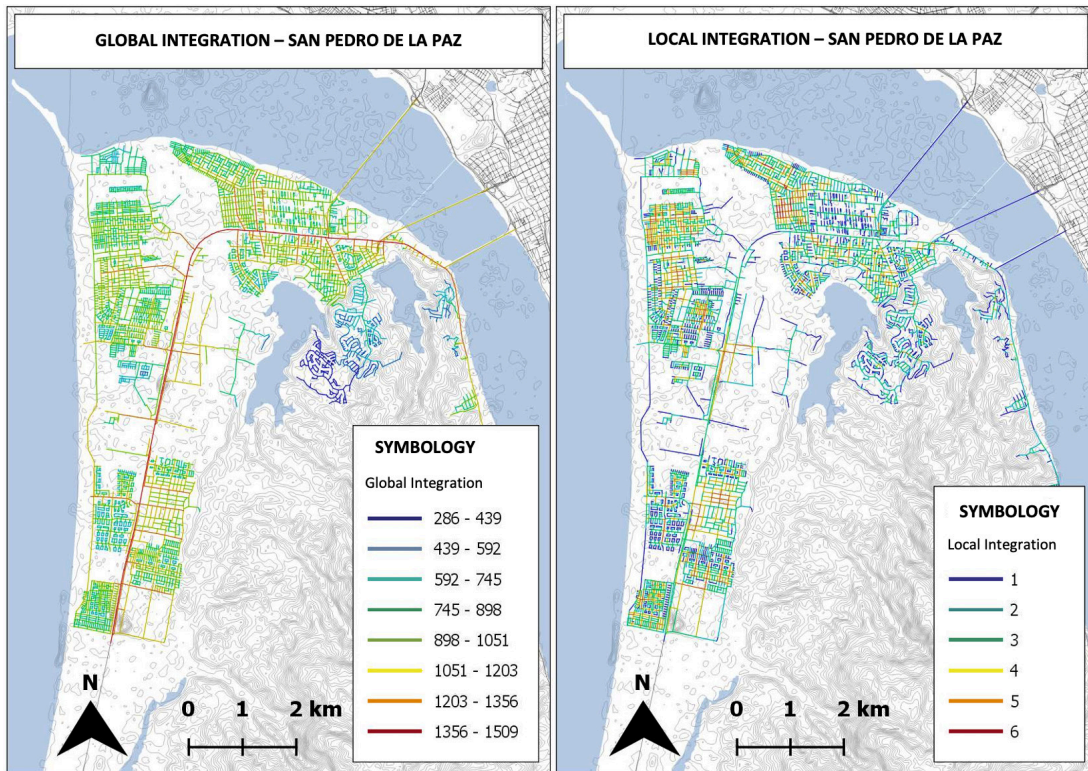 GLOBAL INTEGRATION – SAN PEDRO DE LA PAZ
SYMBOLOGY
Global Integration
286 - 439
439 - 592
592 - 745
745 - 898
898 - 1051
1051 - 1203
1203 - 1356
1356 - 1509
N
0 1 2 km
LOCAL INTEGRATION – SAN PEDRO DE LA PAZ
SYMBOLOGY
Local Integration
1
2
3
4
5
6
N
0 1 2 km